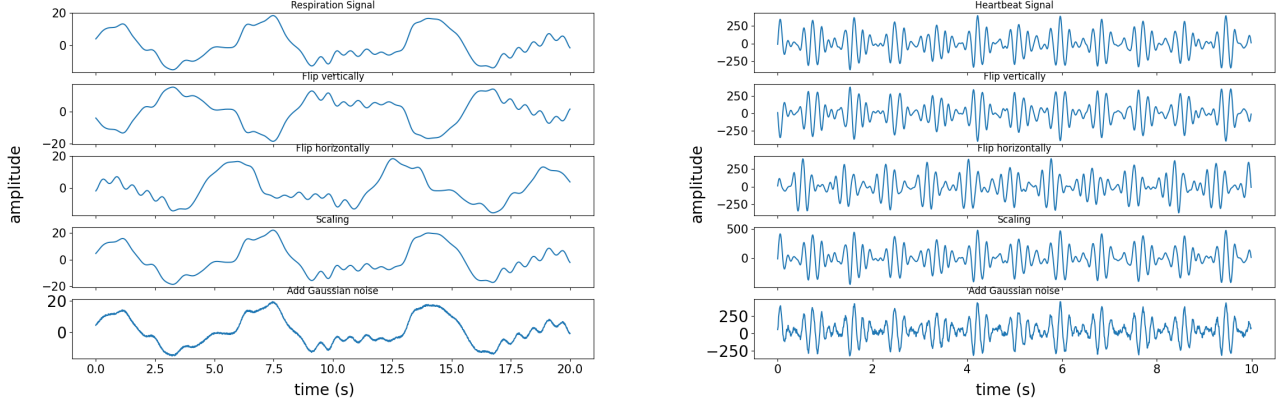 Respiration Signal
20
0
Flip vertically
0
−20
Flip horizontally
20
0
Scaling
20
0
−20
Add Gaussian noise
20
0
0.0 2.5 5.0 7.5 10.0 12.5 15.0 17.5 20.0
time (s)
amplitude
Heartbeat Signal
250
0
−250
Flip vertically
250
0
−250
Flip horizontally
250
0
−250
Scaling
500
0
Add Gaussian noise
250
0
−250
0 2 4 6 8 10
time (s)
amplitude